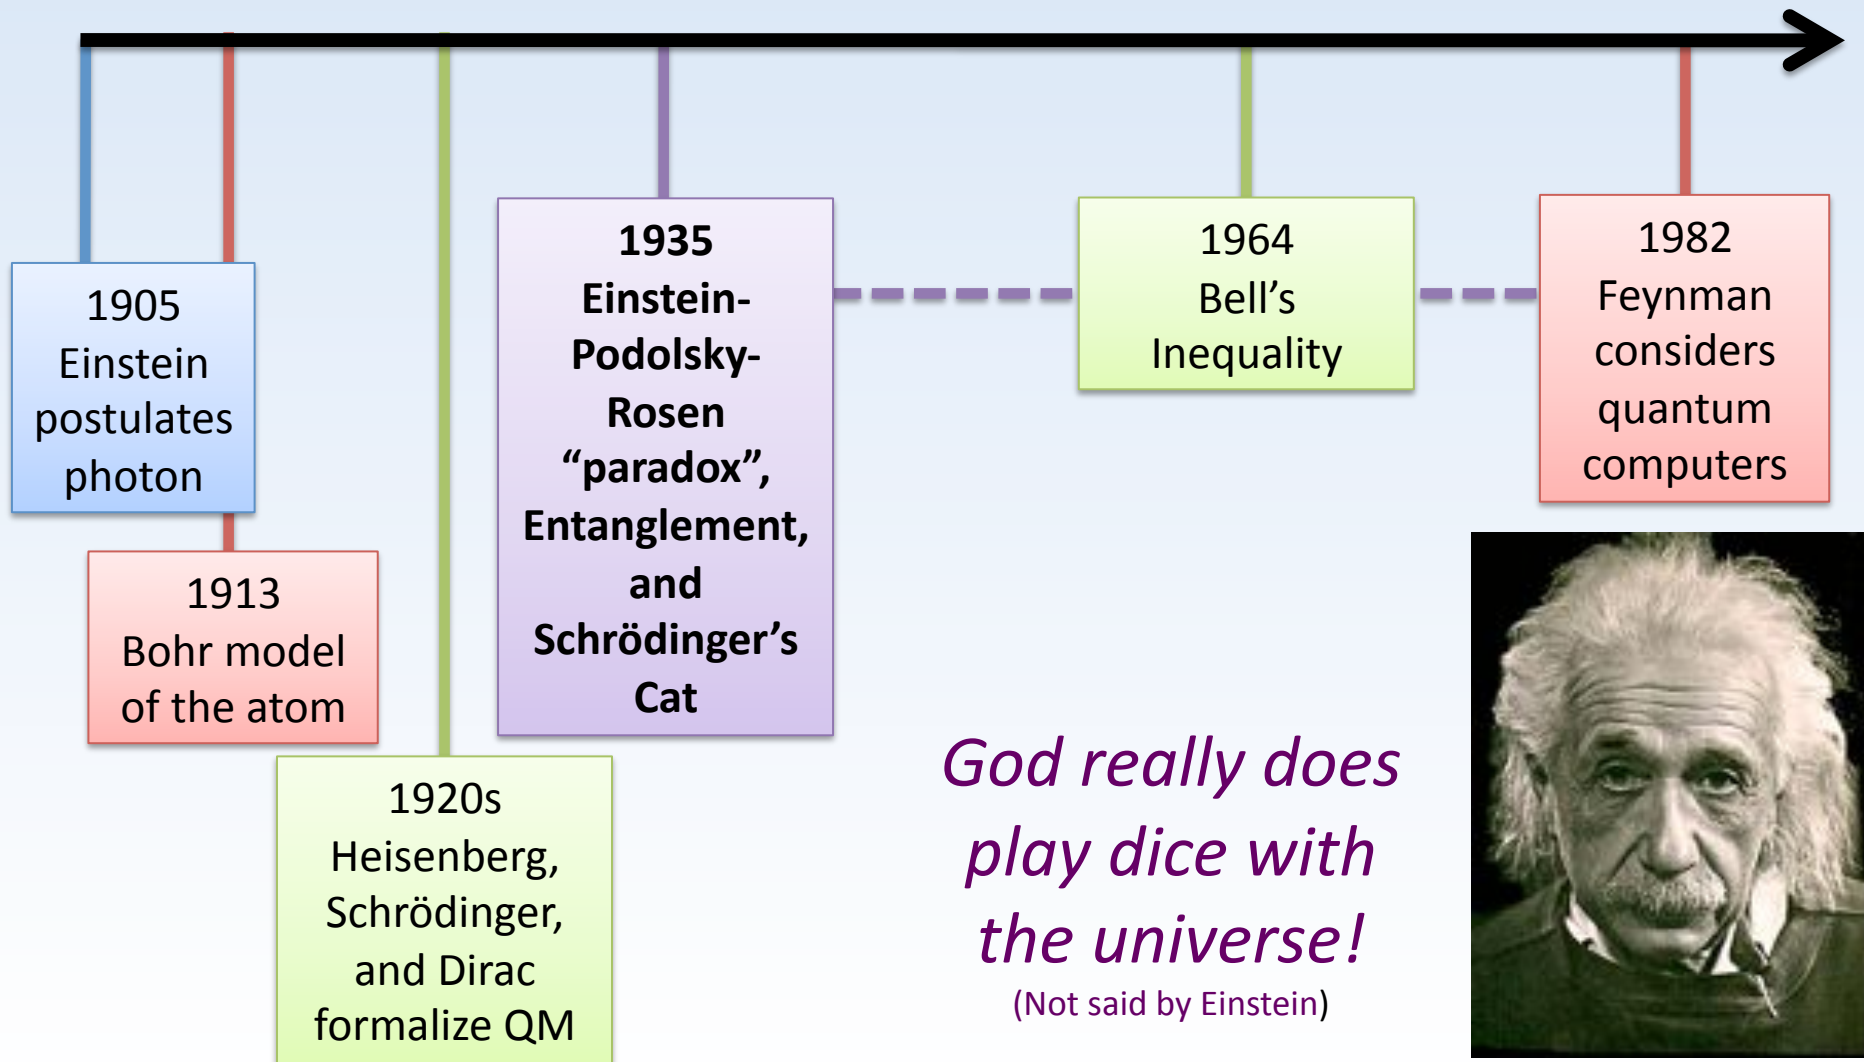 1905
Einstein
postulates
photon
1913
Bohr model
of the atom
1920s
Heisenberg,
Schrödinger,
and Dirac
formalize QM
1935
Einstein-
Podolsky-
Rosen
“paradox”,
Entanglement,
and
Schrödinger’s
Cat
1964
Bell’s
Inequality
1982
Feynman
considers
quantum
computers
God really does
play dice with
the universe!
(Not said by Einstein)